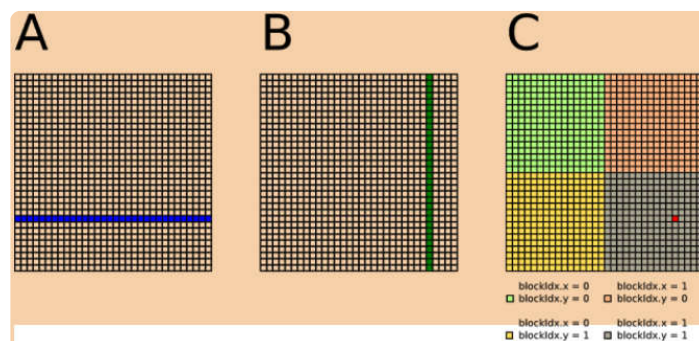 A B C
blockIdx.x = 0 blockIdx.x = 1
blockIdx.y = 0 blockIdx.y = 0
blockIdx.x = 0 blockIdx.x = 1
blockIdx.y = 1 blockIdx.y = 1